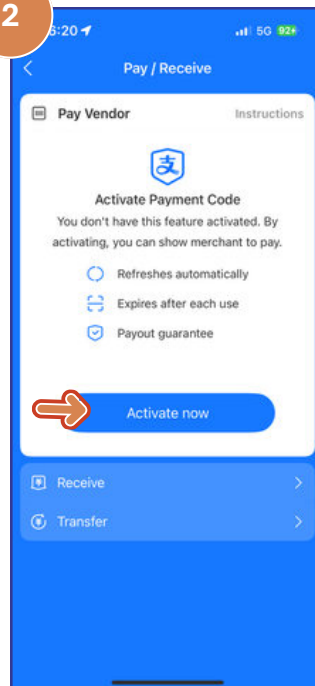 2
6:20
5G 92+
Pay / Receive
Pay Vendor Instructions
支
Activate Payment Code
You don't have this feature activated. By
activating, you can show merchant to pay.
Refreshes automatically
Expires after each use
Payout guarantee
Activate now
Receive
Transfer